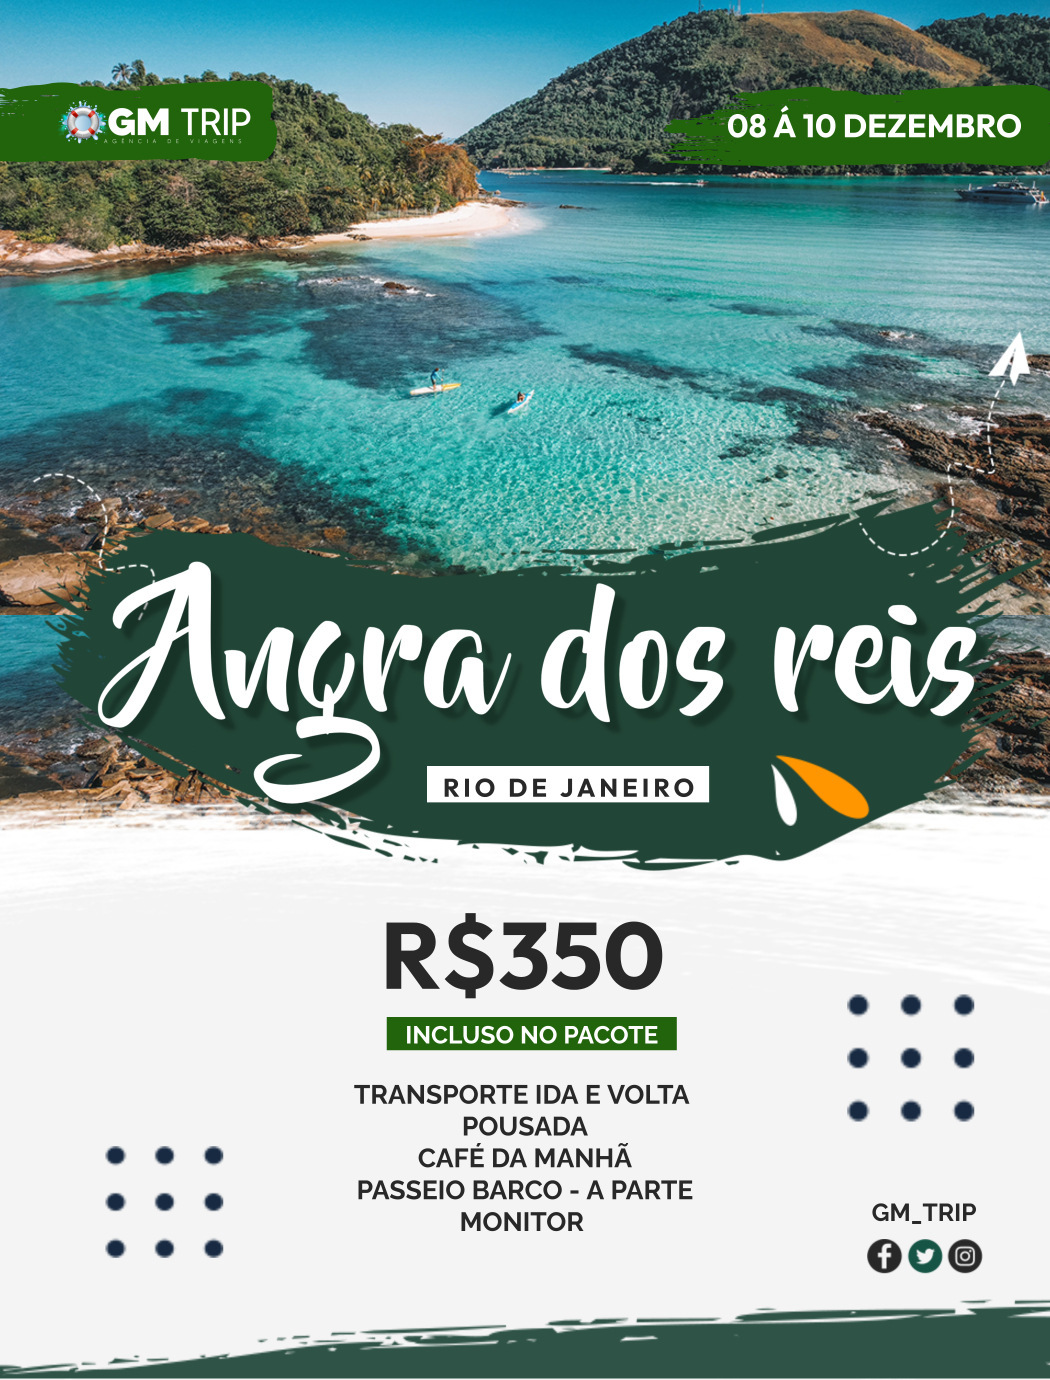 GM TRIP
AGÊNCIA DE VIAGENS
08 Á 10 DEZEMBRO
Angra dos reis
RIO DE JANEIRO
R$350
INCLUSO NO PACOTE
TRANSPORTE IDA E VOLTA
POUSADA
CAFÉ DA MANHÃ
PASSEIO BARCO - A PARTE
MONITOR
GM_TRIP